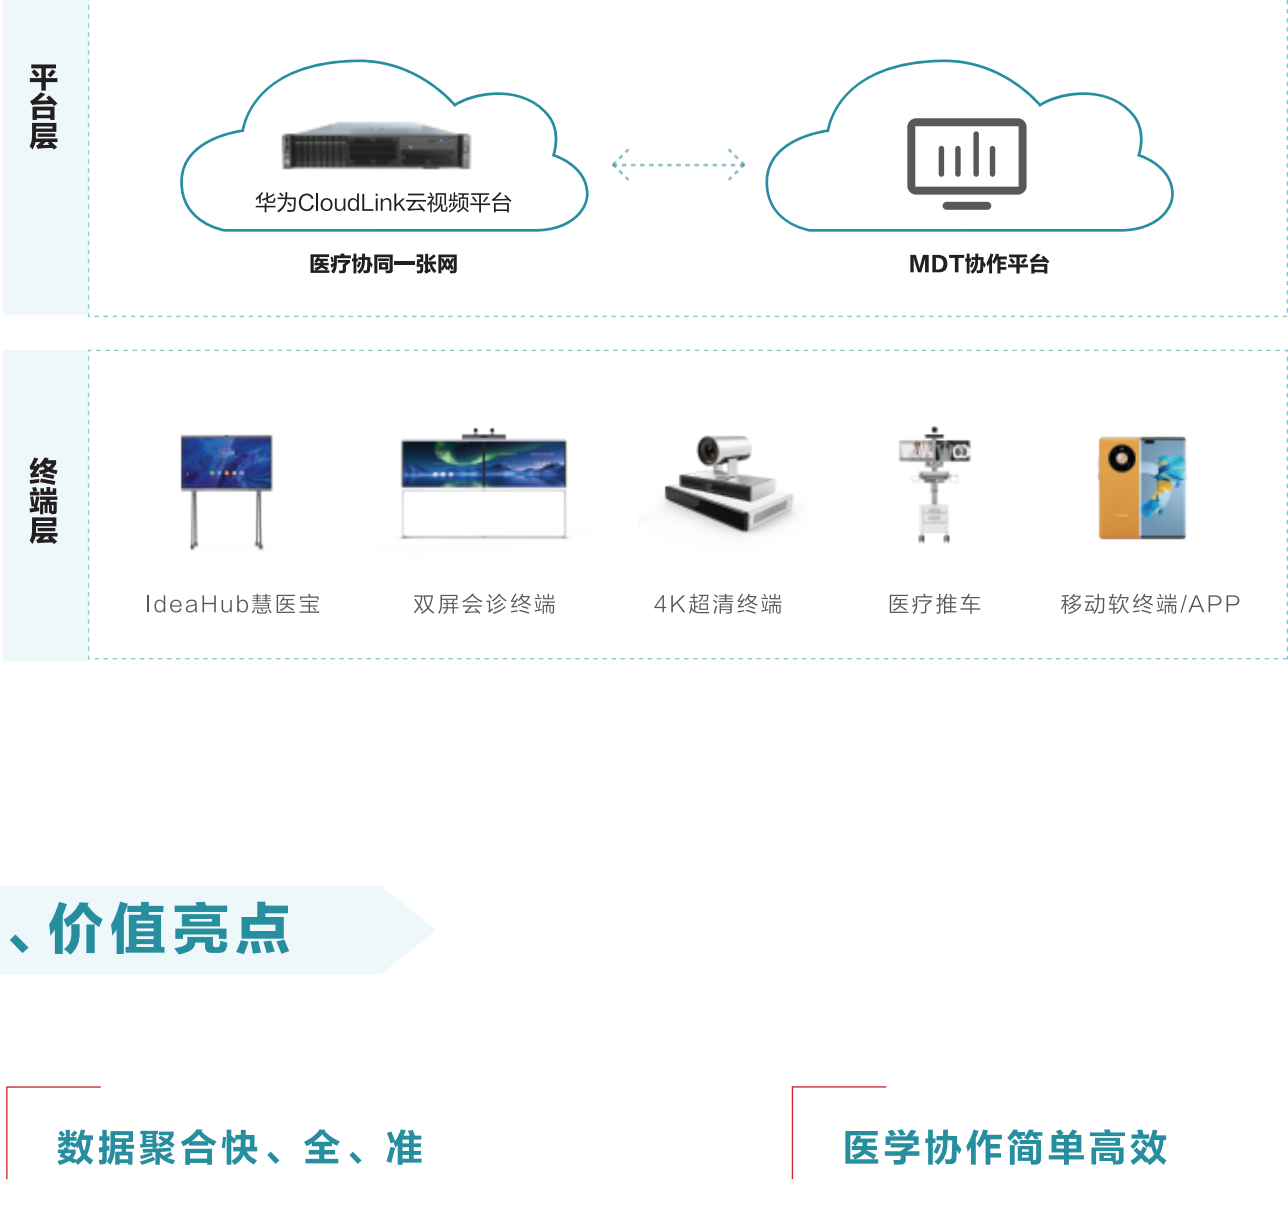 平台层
华为CloudLink云视频平台
医疗协同一张网
MDT协作平台
终端层
IdeaHub慧医宝
双屏会诊终端
4K超清终端
医疗推车
移动软终端/APP
、价值亮点
数据聚合快、全、准
医学协作简单高效